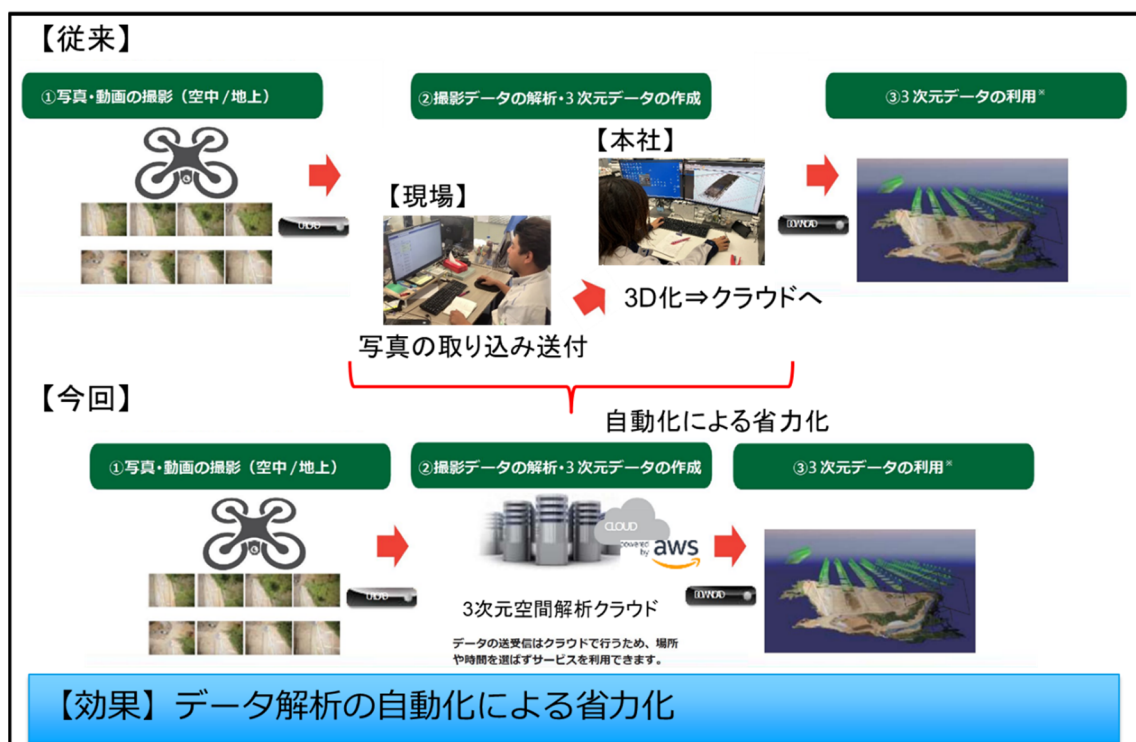 【従来】
①写真・動画の撮影（空中/地上）
②撮影データの解析・3次元データの作成
③3次元データの利用※
【本社】
【現場】
3D化⇒クラウドへ
写真の取り込み送付
【今回】
自動化による省力化
①写真・動画の撮影（空中/地上）
②撮影データの解析・3次元データの作成
③3次元データの利用※
CLOUD
powered
by aws
3次元空間解析クラウド
データの送受信はクラウドで行うため、場所
や時間を選ばずサービスを利用できます。
【効果】データ解析の自動化による省力化